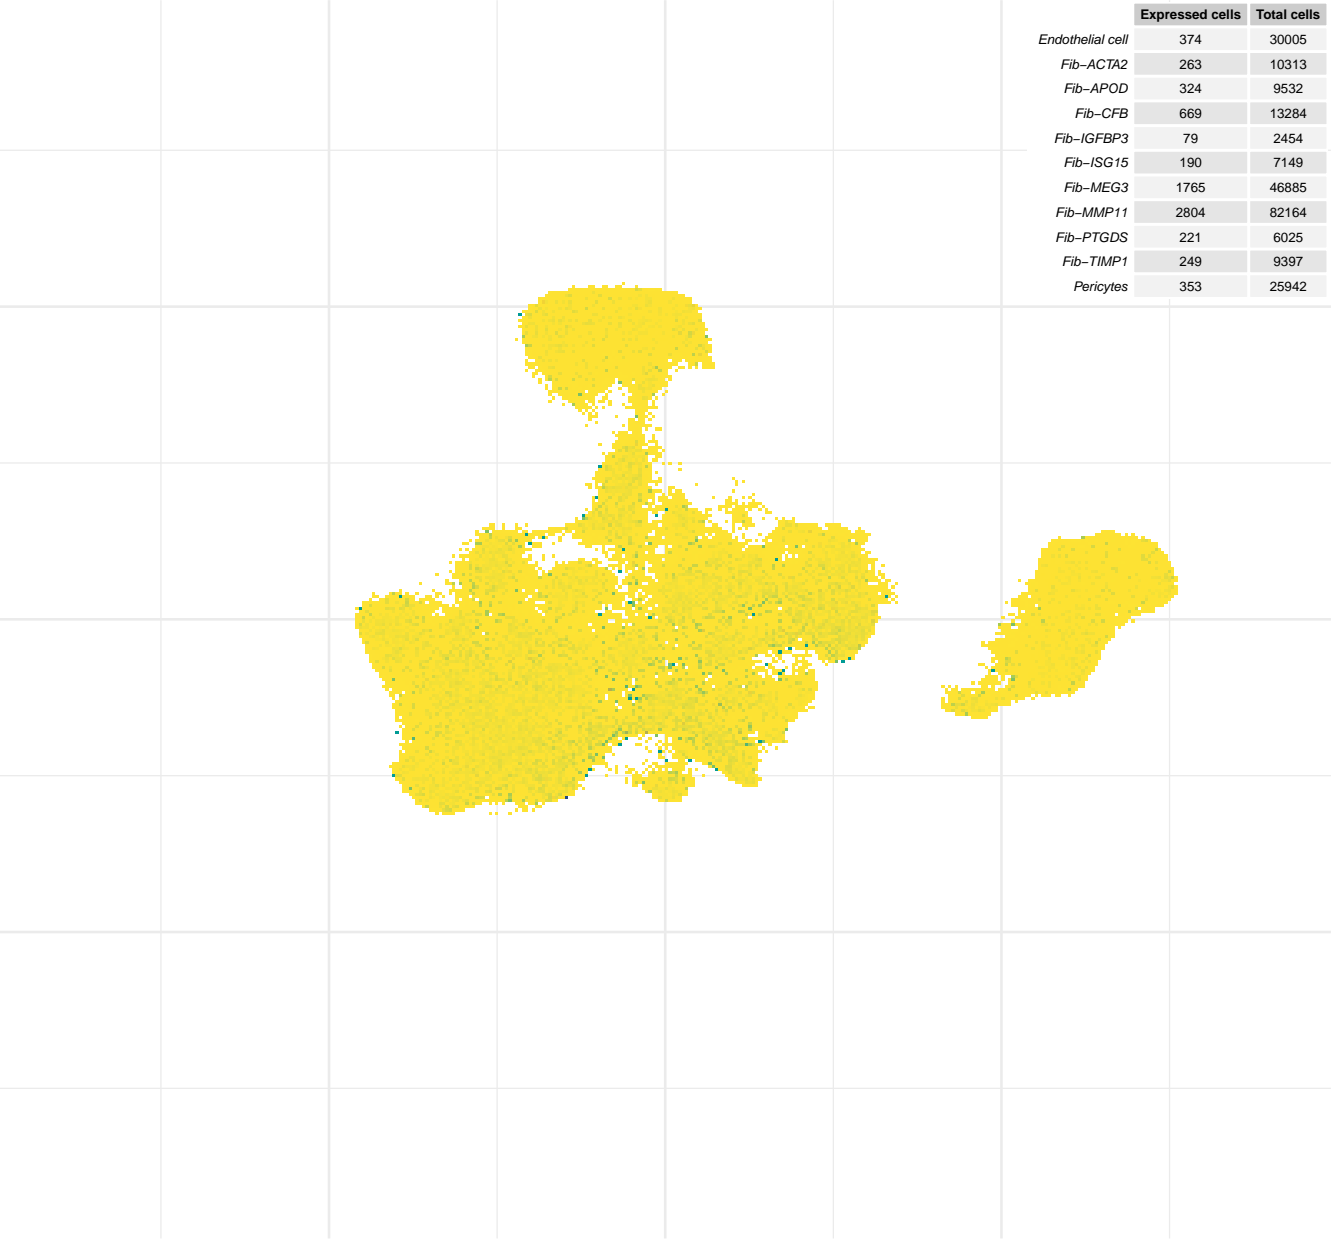 Expressed cells Total cells
Endothelial cell 374 30005
Fib−ACTA2 263 10313
Fib−APOD 324 9532
Fib−CFB 669 13284
Fib−IGFBP3 79 2454
Fib−ISG15 190 7149
Fib−MEG3 1765 46885
Fib−MMP11 2804 82164
Fib−PTGDS 221 6025
Fib−TIMP1 249 9397
Pericytes 353 25942